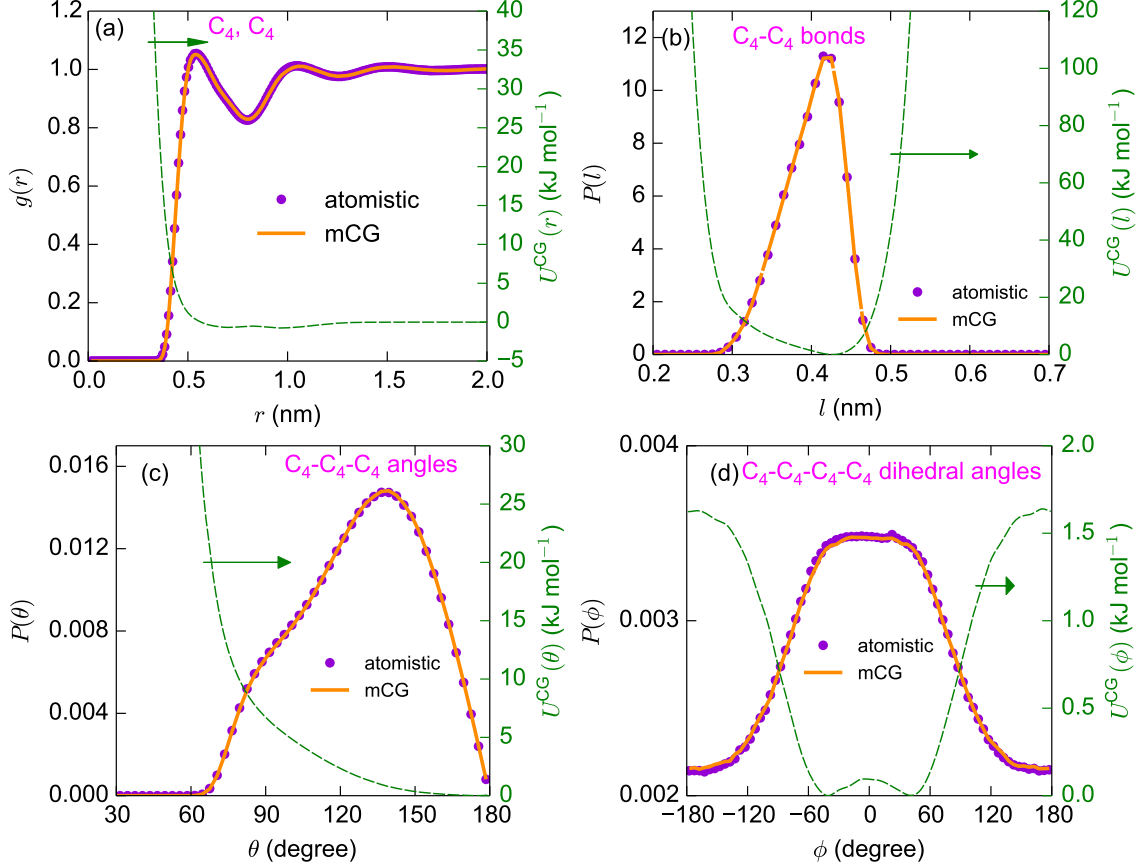 (a)
C₄, C₄
1.2
1.0
0.8
0.6
0.4
0.2
0.0
g(r)
0.0 0.5 1.0 1.5 2.0
r (nm)
40
35
30
25
20
15
10
5
0
−5
U^CG (r) (kJ mol⁻¹)
atomistic
mCG
(b)
C₄-C₄ bonds
12
10
8
6
4
2
0
P(l)
0.2 0.3 0.4 0.5 0.6 0.7
l (nm)
120
100
80
60
40
20
0
U^CG (l) (kJ mol⁻¹)
atomistic
mCG
(c)
C₄-C₄-C₄ angles
0.016
0.012
0.008
0.004
0.000
P(θ)
30 60 90 120 150 180
θ (degree)
30
25
20
15
10
5
0
U^CG (θ) (kJ mol⁻¹)
atomistic
mCG
(d)
C₄-C₄-C₄-C₄ dihedral angles
0.004
0.003
0.002
P(ϕ)
−180 −120 −60 0 60 120 180
ϕ (degree)
2.0
1.5
1.0
0.5
0.0
U^CG (ϕ) (kJ mol⁻¹)
atomistic
mCG